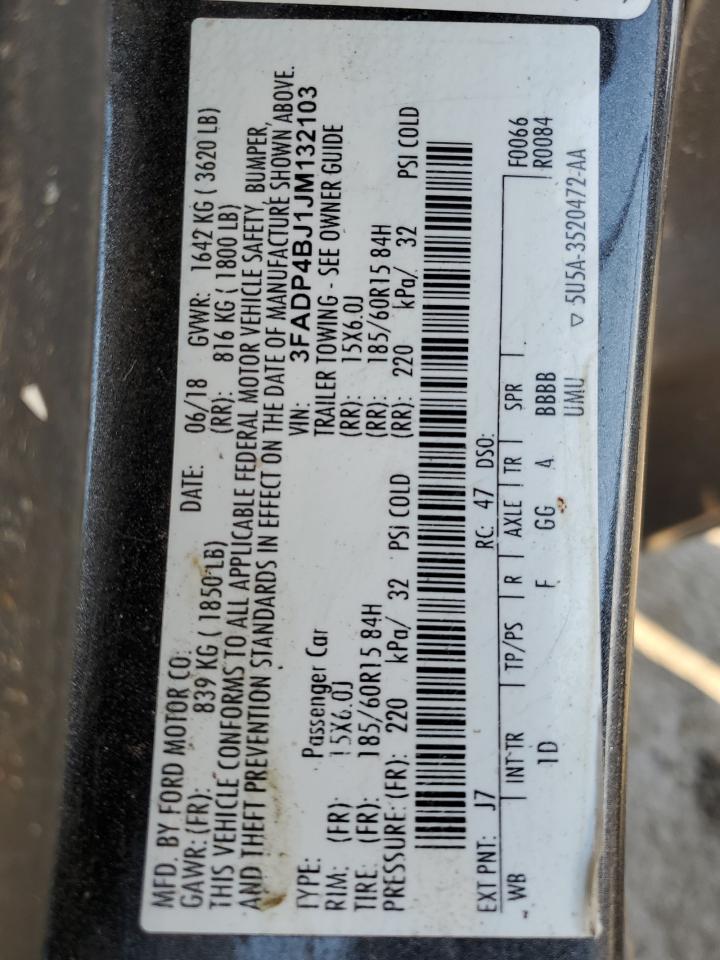 MFD. BY FORD MOTOR CO. DATE: 06/18 GVWR: 1642 KG ( 3620 LB)
GAWR: (FR): 839 KG ( 1850 LB) (RR): 816 KG ( 1800 LB)
THIS VEHICLE CONFORMS TO ALL APPLICABLE FEDERAL MOTOR VEHICLE SAFETY, BUMPER,
AND THEFT PREVENTION STANDARDS IN EFFECT ON THE DATE OF MANUFACTURE SHOWN ABOVE.
VIN: 3FADP4BJ1JM132103
TYPE: Passenger Car TRAILER TOWING - SEE OWNER GUIDE
RIM: (FR): 15X6.0J (RR): 15X6.0J
TIRE: (FR): 185/60R15 84H (RR): 185/60R15 84H
PRESSURE: (FR): 220 kPa/ 32 PSi COLD (RR): 220 kPa/ 32 PSI COLD
EXT PNT: J7 RC: 47 DSO: F0066
WB INT TR TP/PS R AXLE TR SPR R0084
1D F GG 4 BBBB
UMU ▽ 5U5A-3520472-AA